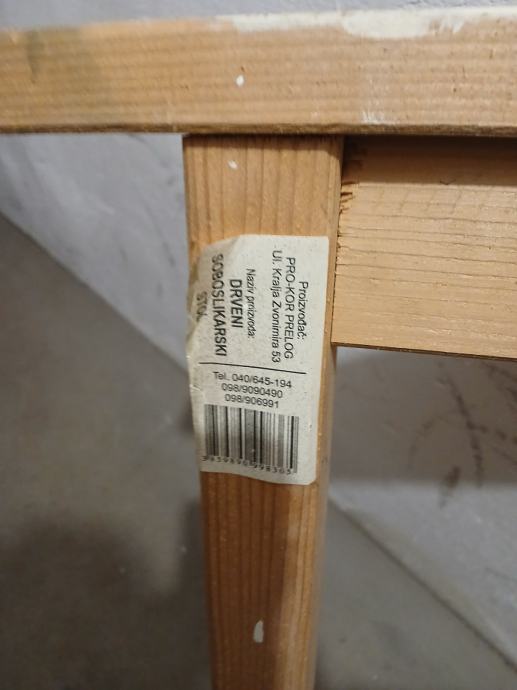 Proizvođač:
PRO-KOR PRELOG
Ul. Kralja Zvonimira 53
Naziv proizvoda:
DRVENI
SOBOSLIKARSKI
STOL
Tel. 040/645-194
098/9090490
098/906991